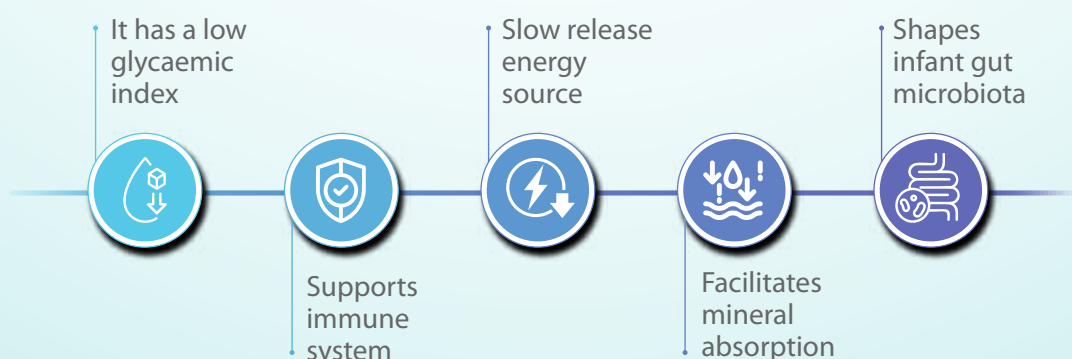 It has a low
glycaemic
index
Supports
immune
system
Slow release
energy
source
Facilitates
mineral
absorption
Shapes
infant gut
microbiota